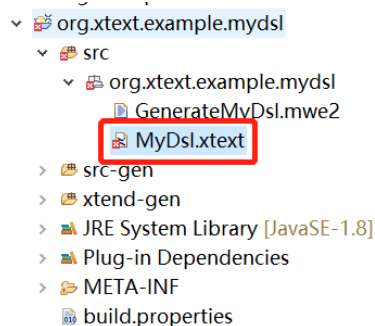 org.xtext.example.mydsl
src
org.xtext.example.mydsl
GenerateMyDsl.mwe2
MyDsl.xtext
src-gen
xtend-gen
JRE System Library [JavaSE-1.8]
Plug-in Dependencies
META-INF
build.properties